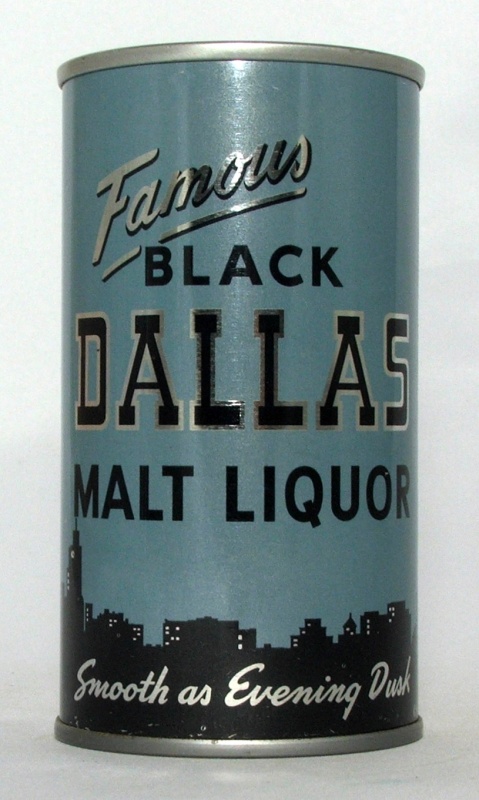 Famous
BLACK
DALLAS
MALT LIQUOR
Smooth as Evening Dusk